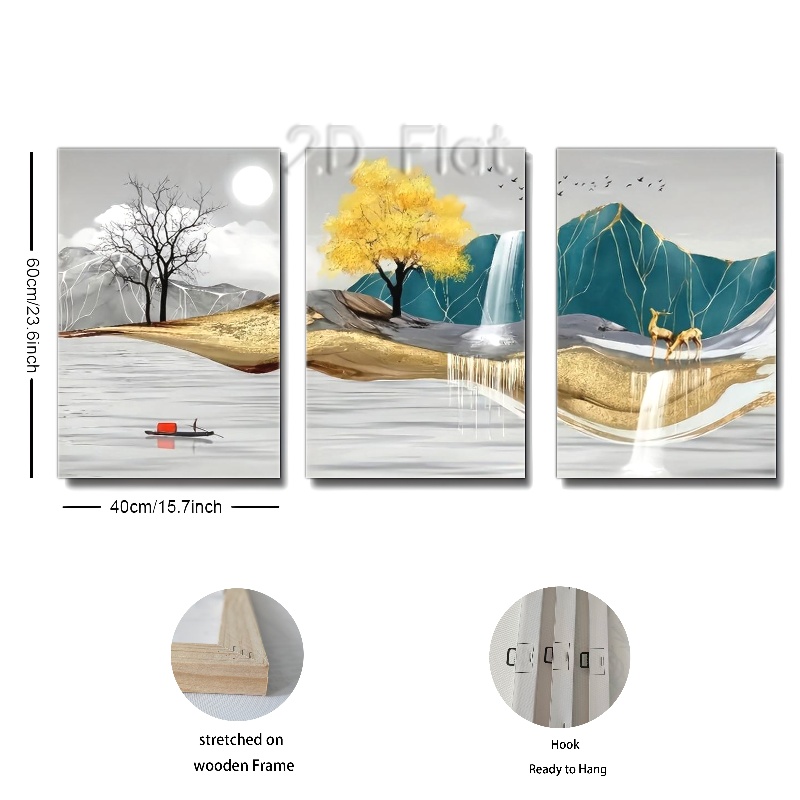 2D Flat
60cm/23.6inch
40cm/15.7inch
stretched on
wooden Frame
Hook
Ready to Hang